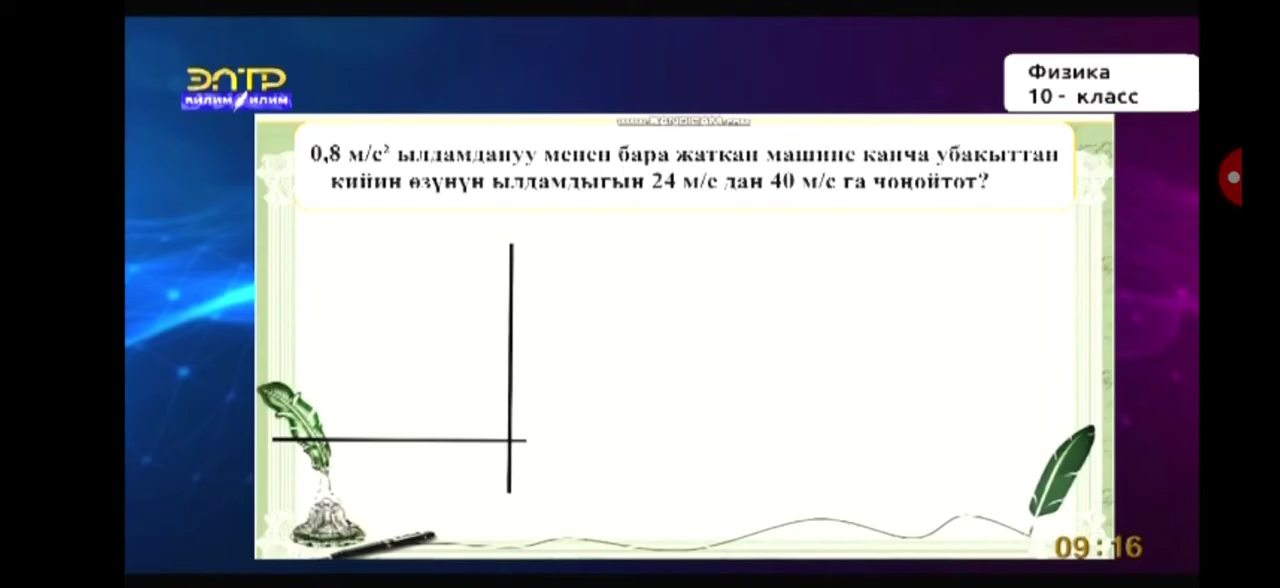 ЭЛТР
БИЛИМ ИЛИМ
Физика
10 - класс
0,8 м/с² ылдамдануу менен бара жаткан машине канча убакыттан
кийин өзүнүн ылдамдыгын 24 м/с дан 40 м/с га чоңойтот?
09:16